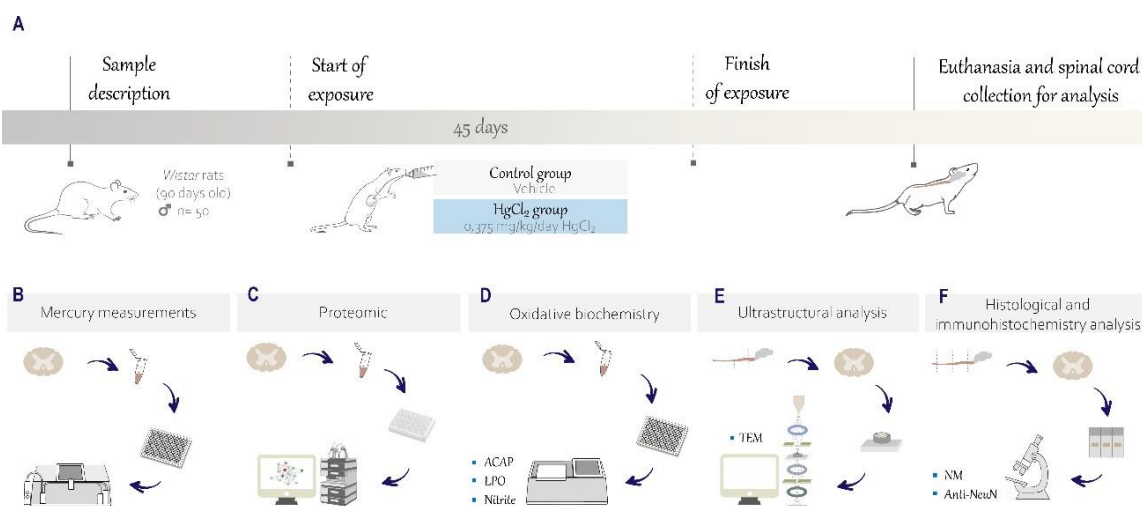 A
Sample
description
Start of
exposure
Finish
of exposure
Euthanasia and spinal cord
collection for analysis
45 days
Wistar rats
(90 days old)
♂ n= 50
Control group
Vehicle
HgCl₂ group
0,375 mg/kg/day HgCl₂
B
Mercury measurements
C
Proteomic
D
Oxidative biochemistry
ACAP
LPO
Nitrite
E
Ultrastructural analysis
TEM
F
Histological and
immunohistochemistry analysis
NM
Anti-NeuN